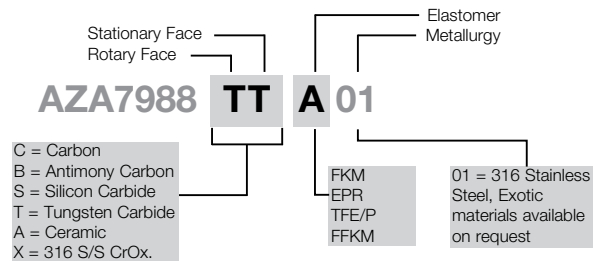 Stationary Face
Rotary Face
Elastomer
Metallurgy
AZA7988 TT A 01
C = Carbon
B = Antimony Carbon
S = Silicon Carbide
T = Tungsten Carbide
A = Ceramic
X = 316 S/S CrOx.
FKM
EPR
TFE/P
FFKM
01 = 316 Stainless
Steel, Exotic
materials available
on request